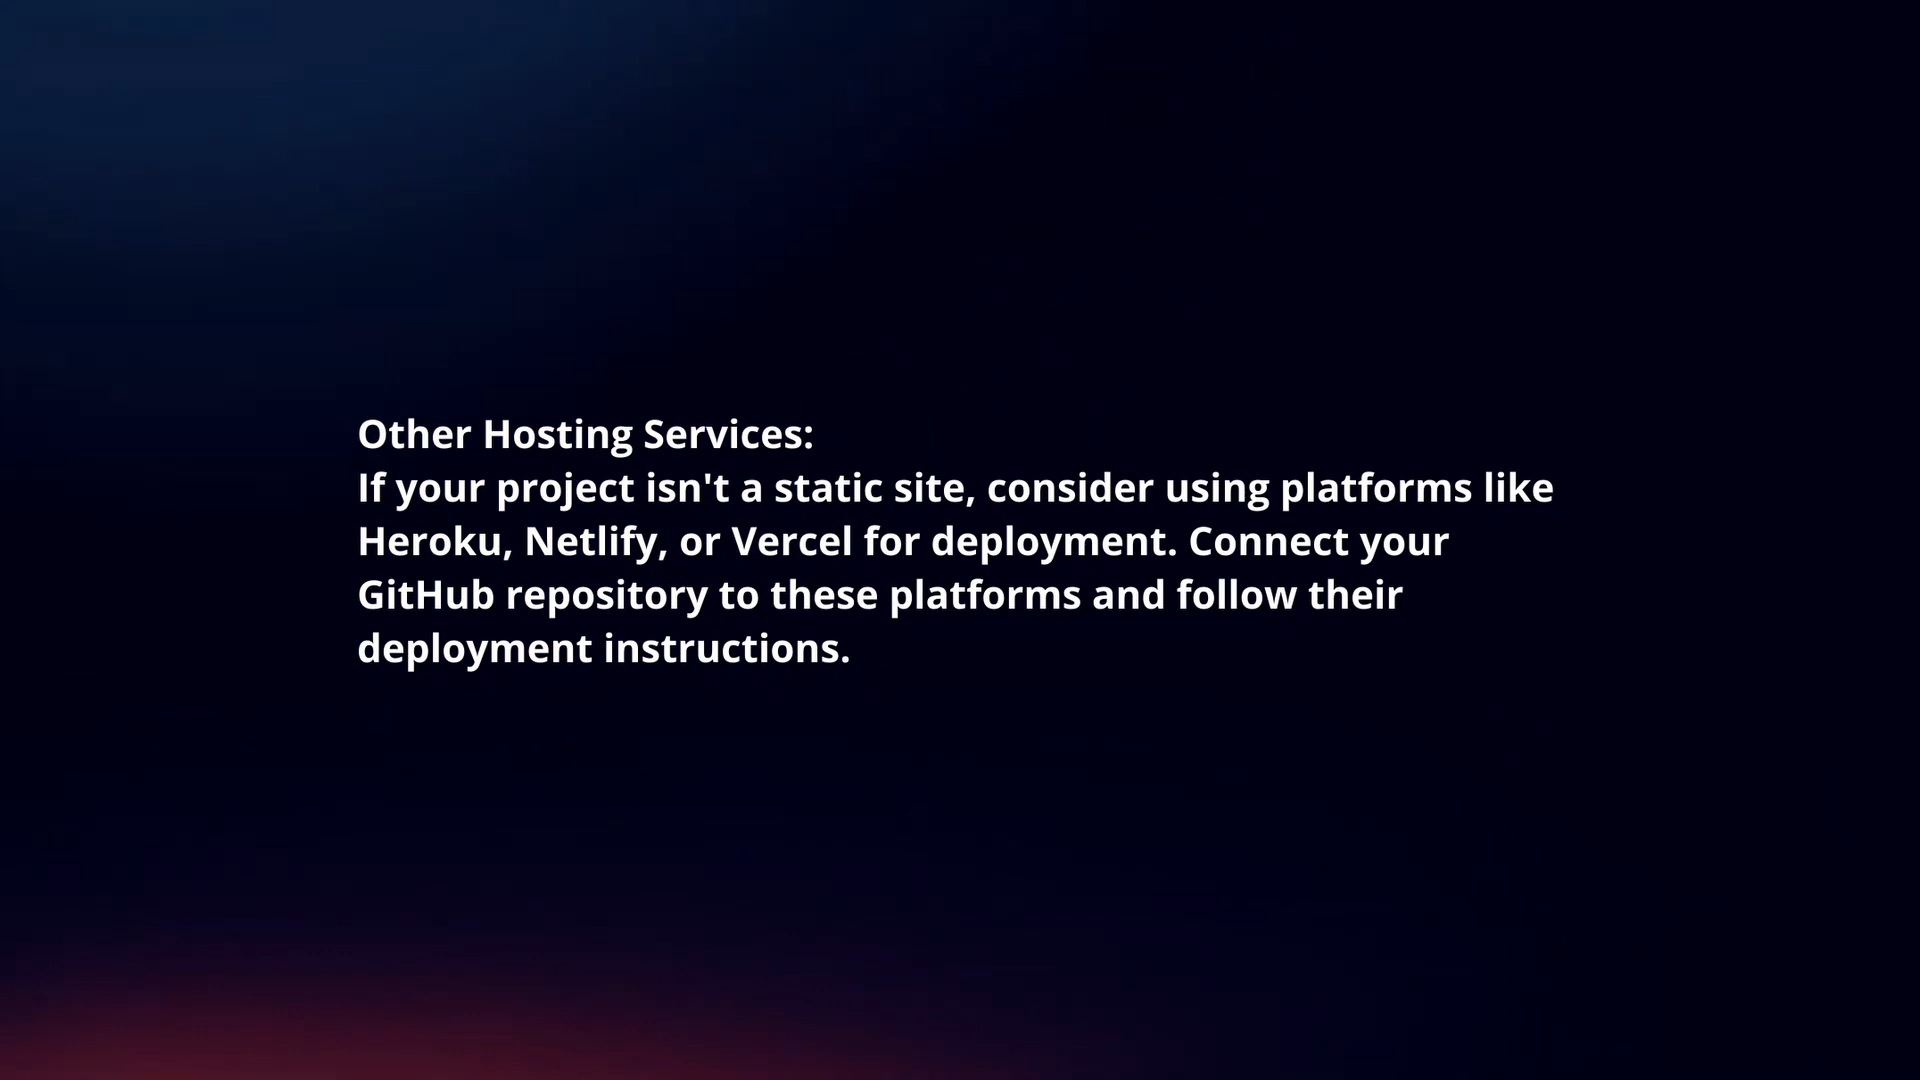 Other Hosting Services:
If your project isn't a static site, consider using platforms like
Heroku, Netlify, or Vercel for deployment. Connect your
GitHub repository to these platforms and follow their
deployment instructions.